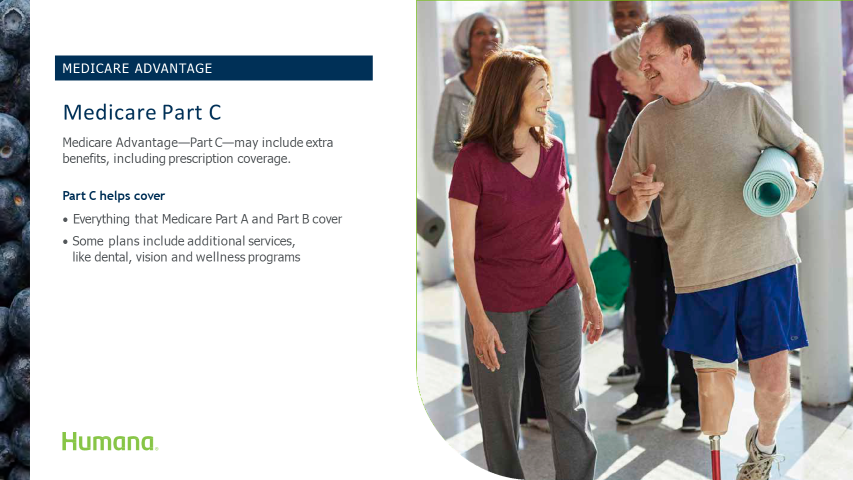 MEDICARE ADVANTAGE
Medicare Part C
Medicare Advantage—Part C—may include extra
benefits, including prescription coverage.
Part C helps cover
• Everything that Medicare Part A and Part B cover
• Some plans include additional services,
like dental, vision and wellness programs
Humana